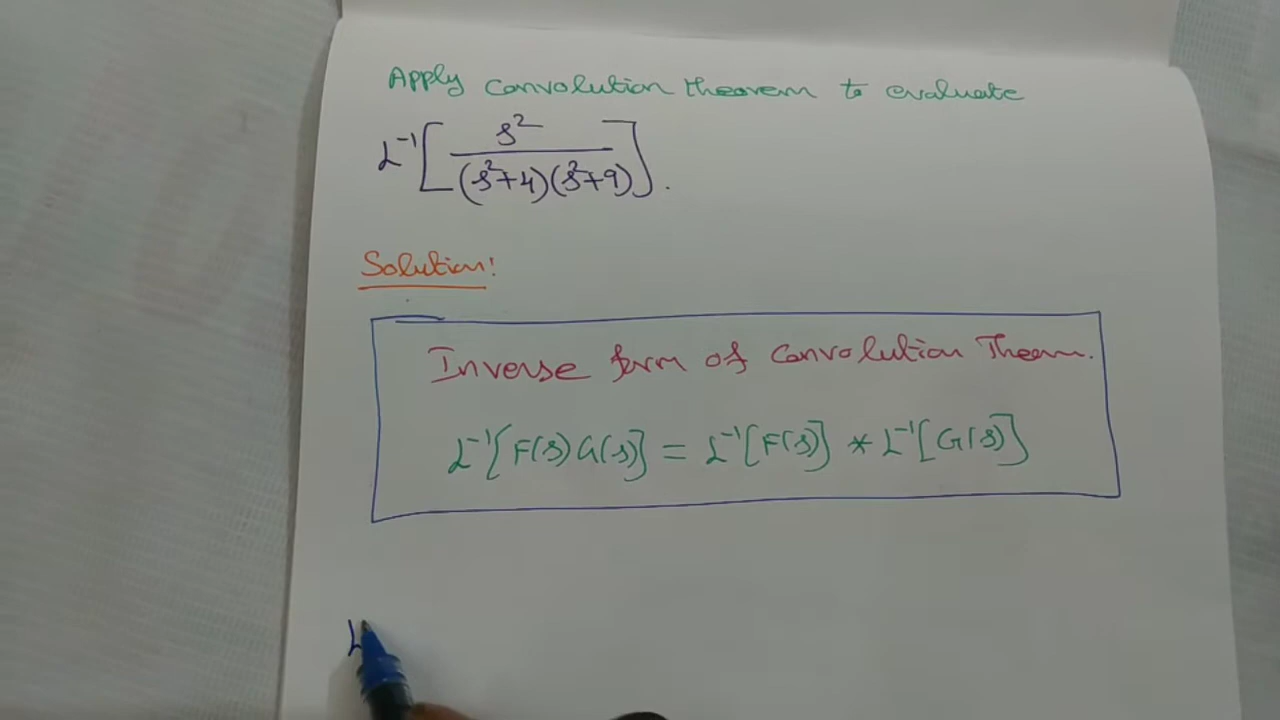 Apply convolution theorem to evaluate
L⁻¹[ s² / (s²+4)(s²+9) ].
Solution:
Inverse form of Convolution Theorem.
L⁻¹[F(s) G(s)] = L⁻¹[F(s)] * L⁻¹[G(s)]
L